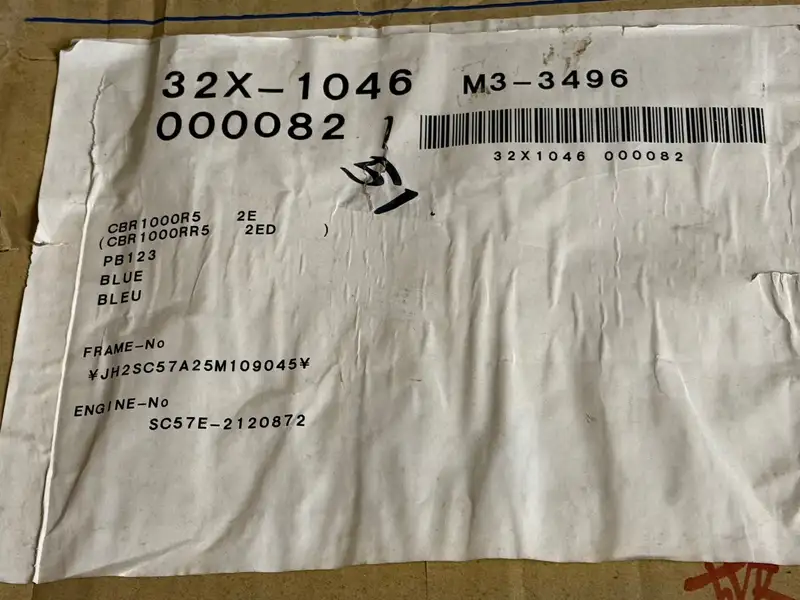 32X-1046 M3-3496
000082
32X1046 000082
CBR1000R5 2E
(CBR1000RR5 2ED )
PB123
BLUE
BLEU
FRAME-No
¥JH2SC57A25M109045¥
ENGINE-No
SC57E-2120872